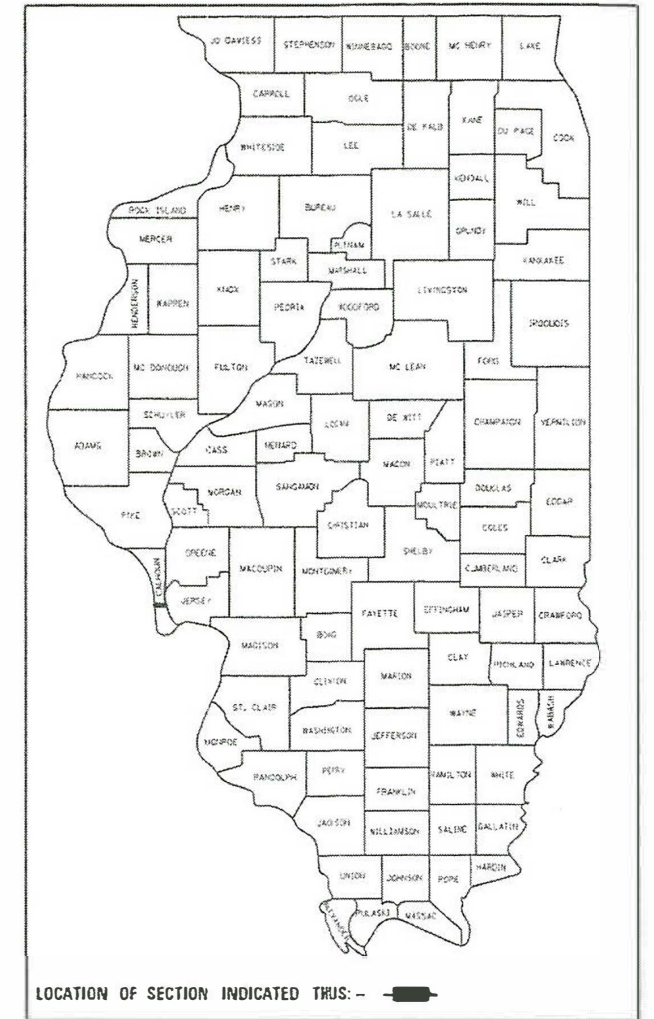 JO DAVIESS STEPHENSON WINNEBAGO BOONE MC HENRY LAKE
CARROLL OGLE DE KALB KANE DU PAGE COOK
WHITESIDE LEE
KENDALL
WILL
ROCK ISLAND HENRY BUREAU LA SALLE GRUNDY
MERCER PUTNAM KANKAKEE
STARK MARSHALL
HENDERSON WARREN KNOX PEORIA WOODFORD LIVINGSTON IROQUOIS
HANCOCK MC DONOUGH FULTON TAZEWELL MC LEAN FORD
MASON
SCHUYLER LOGAN DE WITT CHAMPAIGN VERMILION
ADAMS BROWN CASS MENARD PIATT
MACON
MORGAN SANGAMON DOUGLAS EDGAR
PIKE SCOTT MOULTRIE
CHRISTIAN COLES
GREENE MACOUPIN MONTGOMERY SHELBY CLARK
CALHOUN CUMBERLAND
JERSEY FAYETTE EFFINGHAM JASPER CRAWFORD
MADISON BOND
CLAY RICHLAND LAWRENCE
CLINTON MARION
ST. CLAIR WAYNE EDWARDS WABASH
MONROE WASHINGTON JEFFERSON
RANDOLPH PERRY HAMILTON WHITE
FRANKLIN
JACKSON WILLIAMSON SALINE GALLATIN
UNION JOHNSON POPE HARDIN
ALEXANDER PULASKI MASSAC
LOCATION OF SECTION INDICATED THUS: -